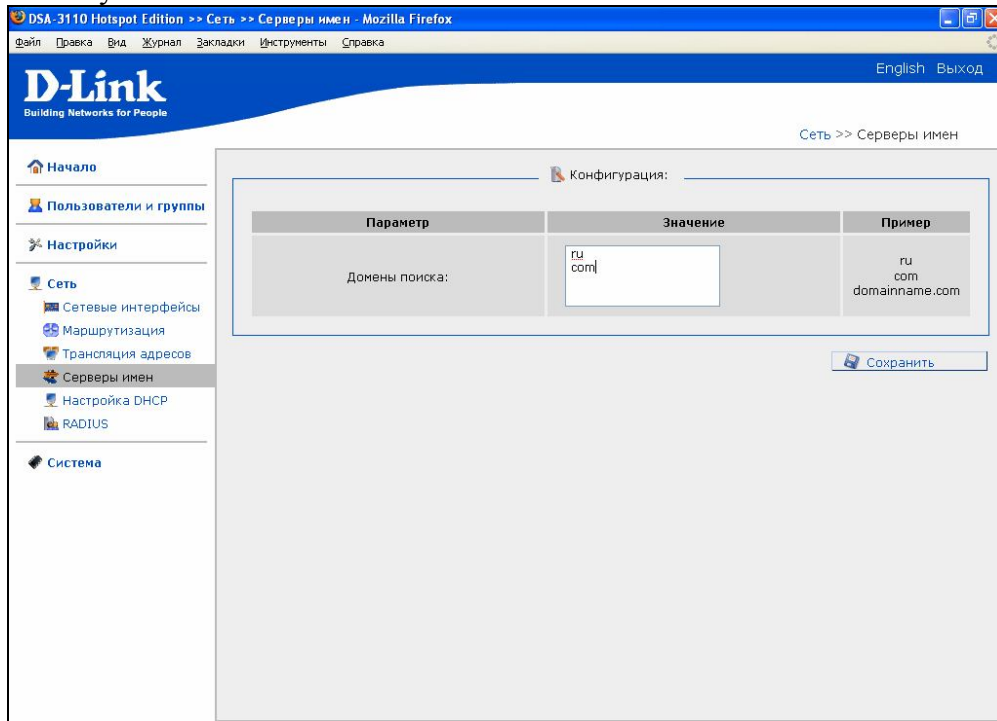 DSA-3110 Hotspot Edition >> Сеть >> Серверы имен - Mozilla Firefox
Файл Правка Вид Журнал Закладки Инструменты Справка
English Выход
D-Link
Building Networks for People
Сеть >> Серверы имен
Начало
Пользователи и группы
Настройки
Сеть
Сетевые интерфейсы
Маршрутизация
Трансляция адресов
Серверы имен
Настройка DHCP
RADIUS
Система
Конфигурация:
Параметр Значение Пример
Домены поиска:
ru
com
ru
com
domainname.com
Сохранить